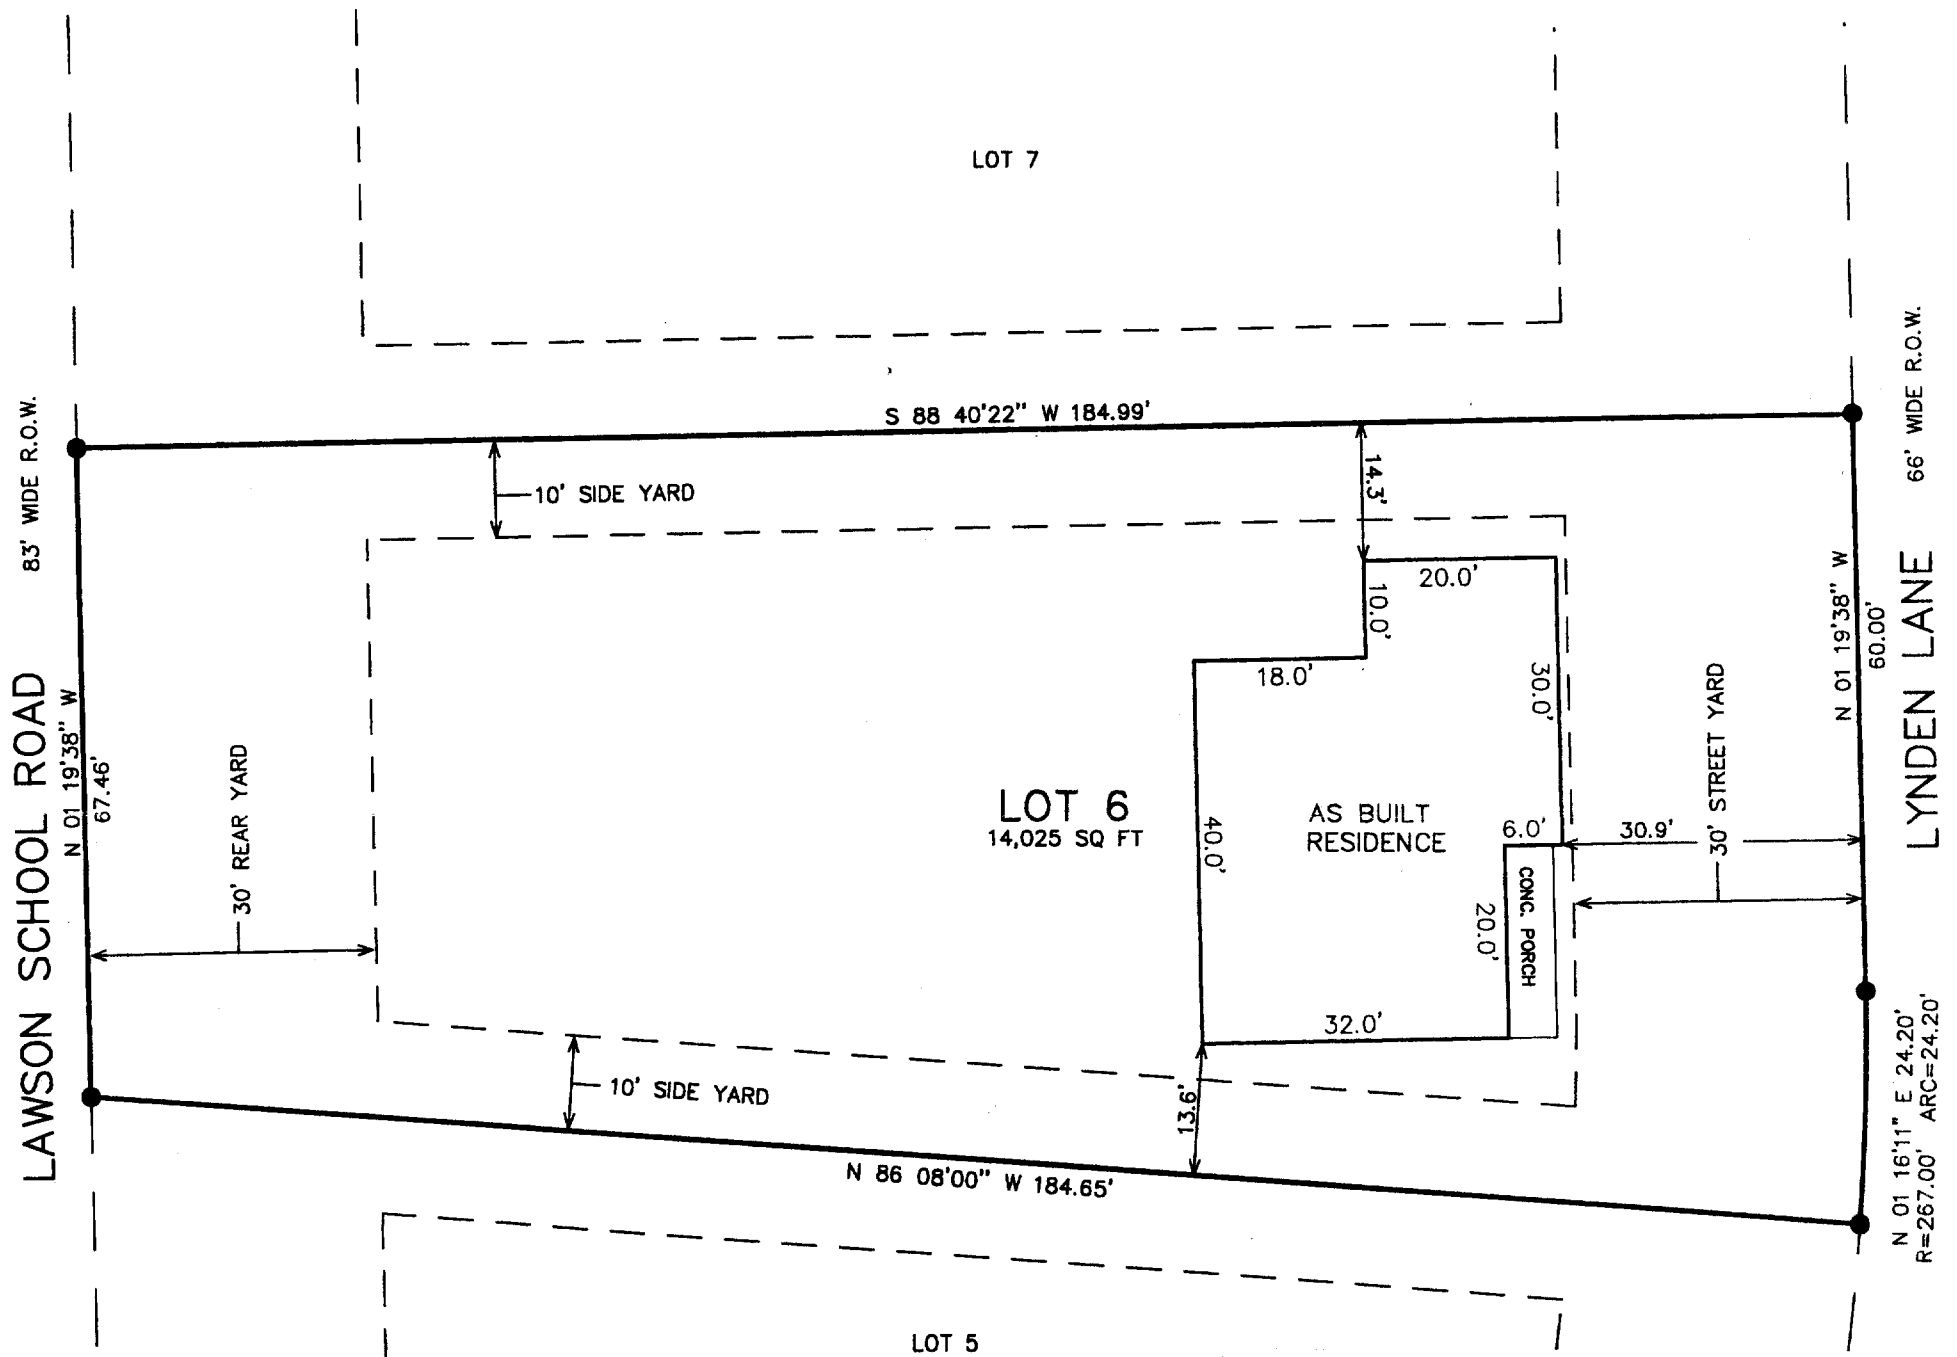 LOT 7
83' WIDE R.O.W.
LAWSON SCHOOL ROAD
N 01 19'38" W
67.46'
S 88 40'22" W 184.99'
10' SIDE YARD
14.3'
20.0'
10.0'
18.0'
30.0'
30' REAR YARD
LOT 6
14,025 SQ FT
40.0'
AS BUILT
RESIDENCE
6.0'
30.9'
30' STREET YARD
CONC. PORCH
20.0'
32.0'
10' SIDE YARD
13.6'
N 86 08'00" W 184.65'
66' WIDE R.O.W.
LYNDEN LANE
N 01 19'38" W
60.00'
N 01 16'11" E 24.20'
R=267.00' ARC=24.20'
LOT 5